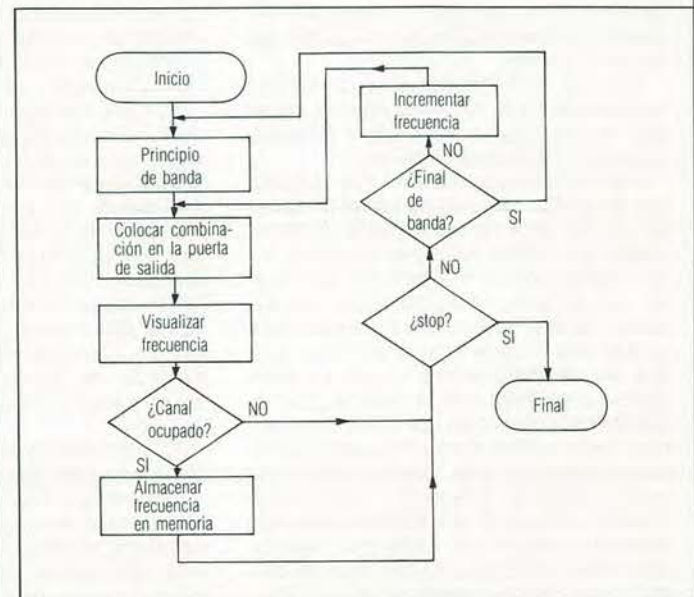 Inicio
Principio
de banda
Colocar combina-
ción en la puerta
de salida
Visualizar
frecuencia
¿Canal
ocupado?
NO
SI
Almacenar
frecuencia
en memoria
Incrementar
frecuencia
NO
¿Final
de
banda?
SI
NO
¿stop?
SI
Final